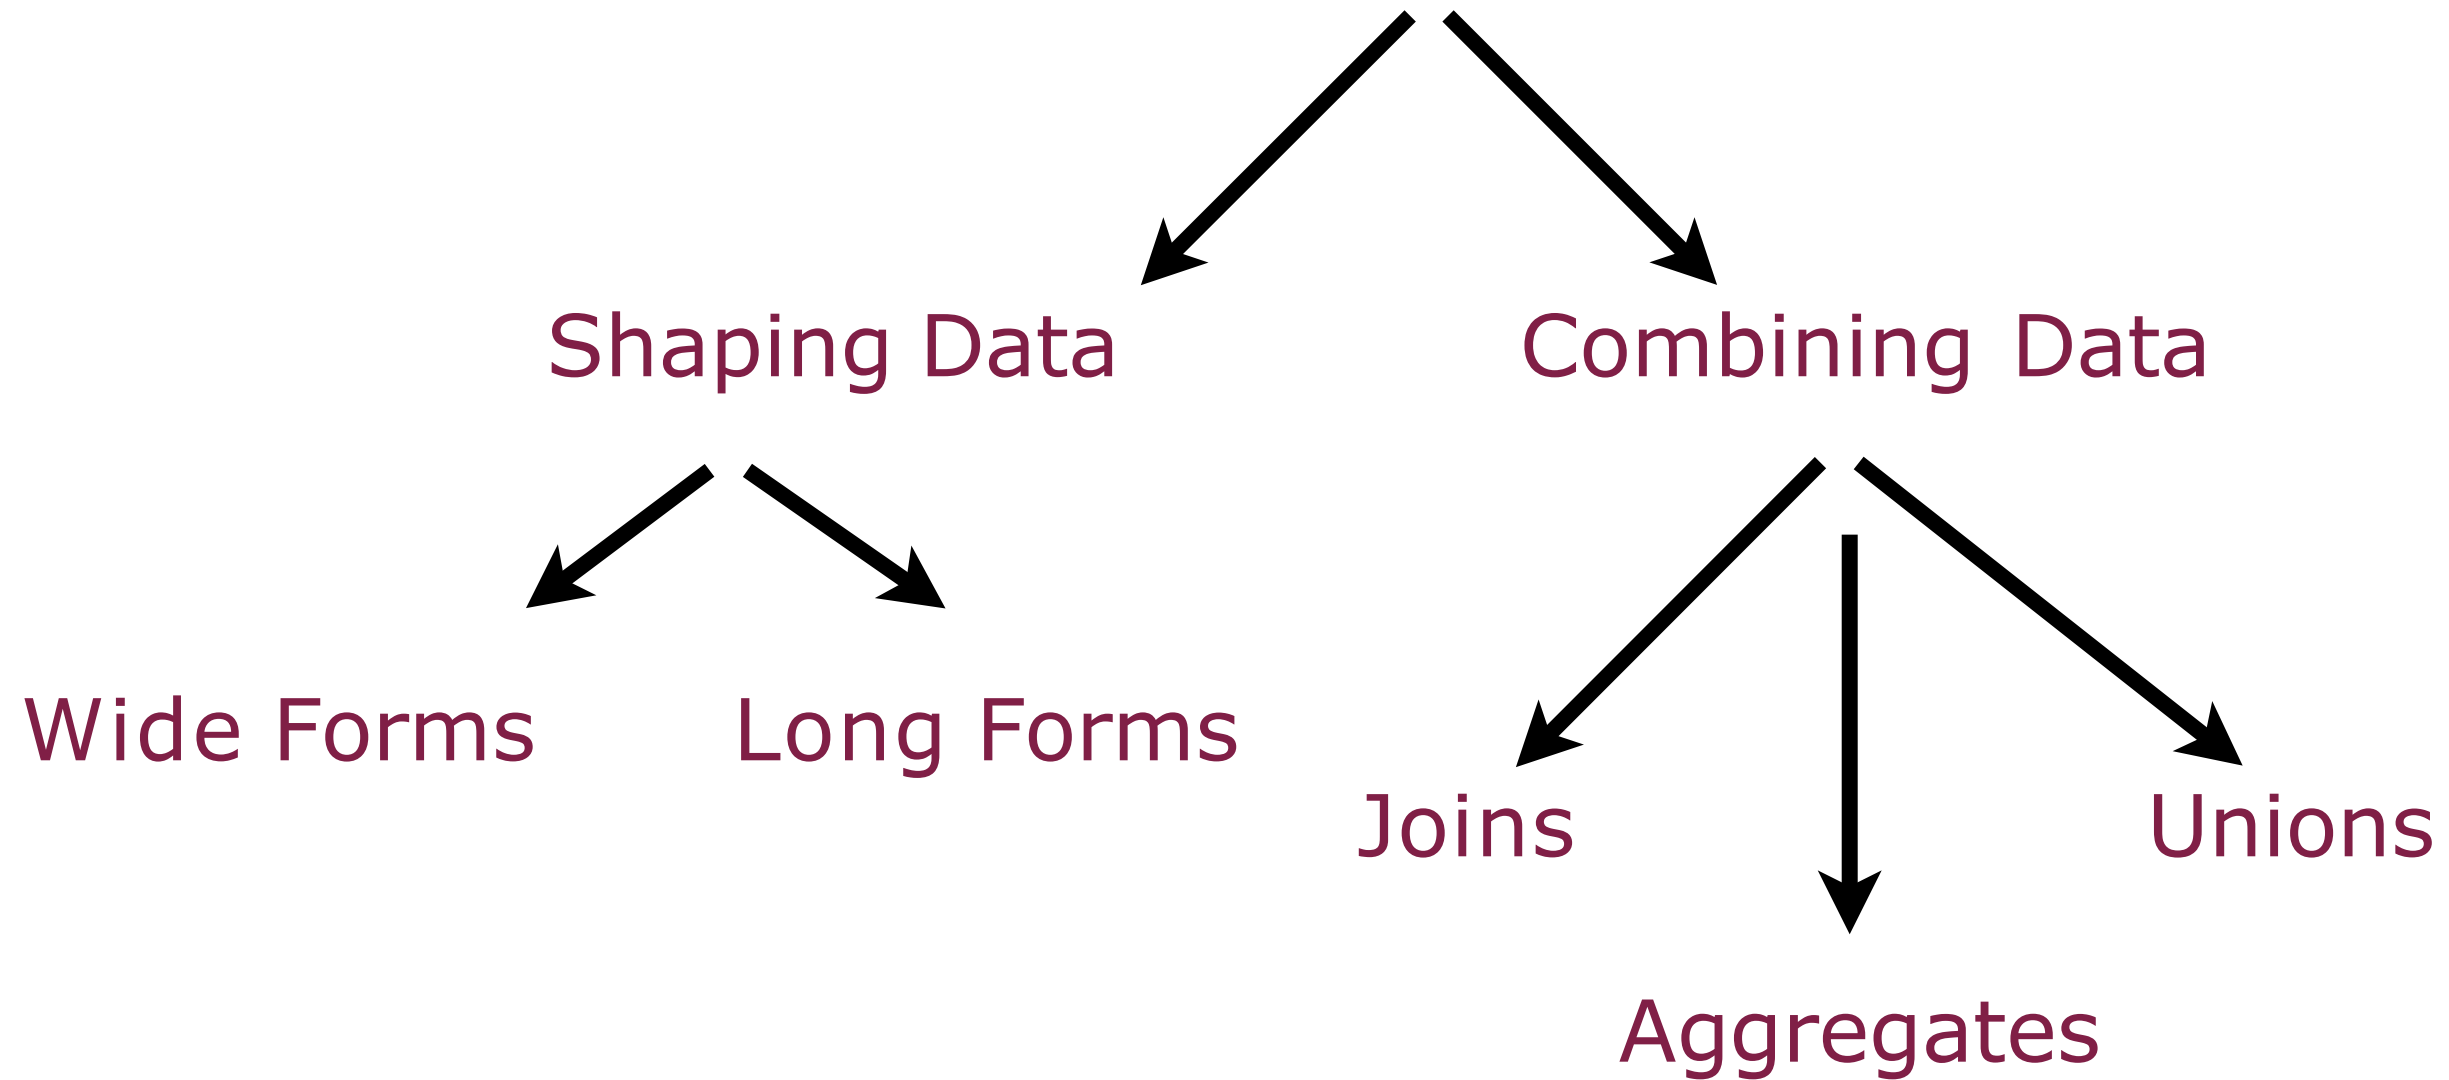 Shaping Data
Combining Data
Wide Forms
Long Forms
Joins
Unions
Aggregates